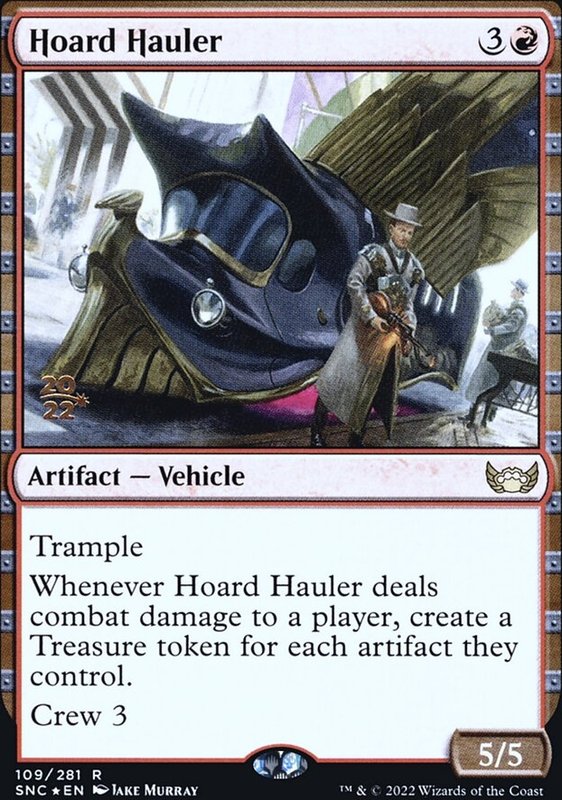 Hoard Hauler 3
20
22
Artifact — Vehicle
Trample
Whenever Hoard Hauler deals
combat damage to a player, create a
Treasure token for each artifact they
control.
Crew 3
5/5
109/281 R
SNC ★ EN Jake Murray
™ & © 2022 Wizards of the Coast